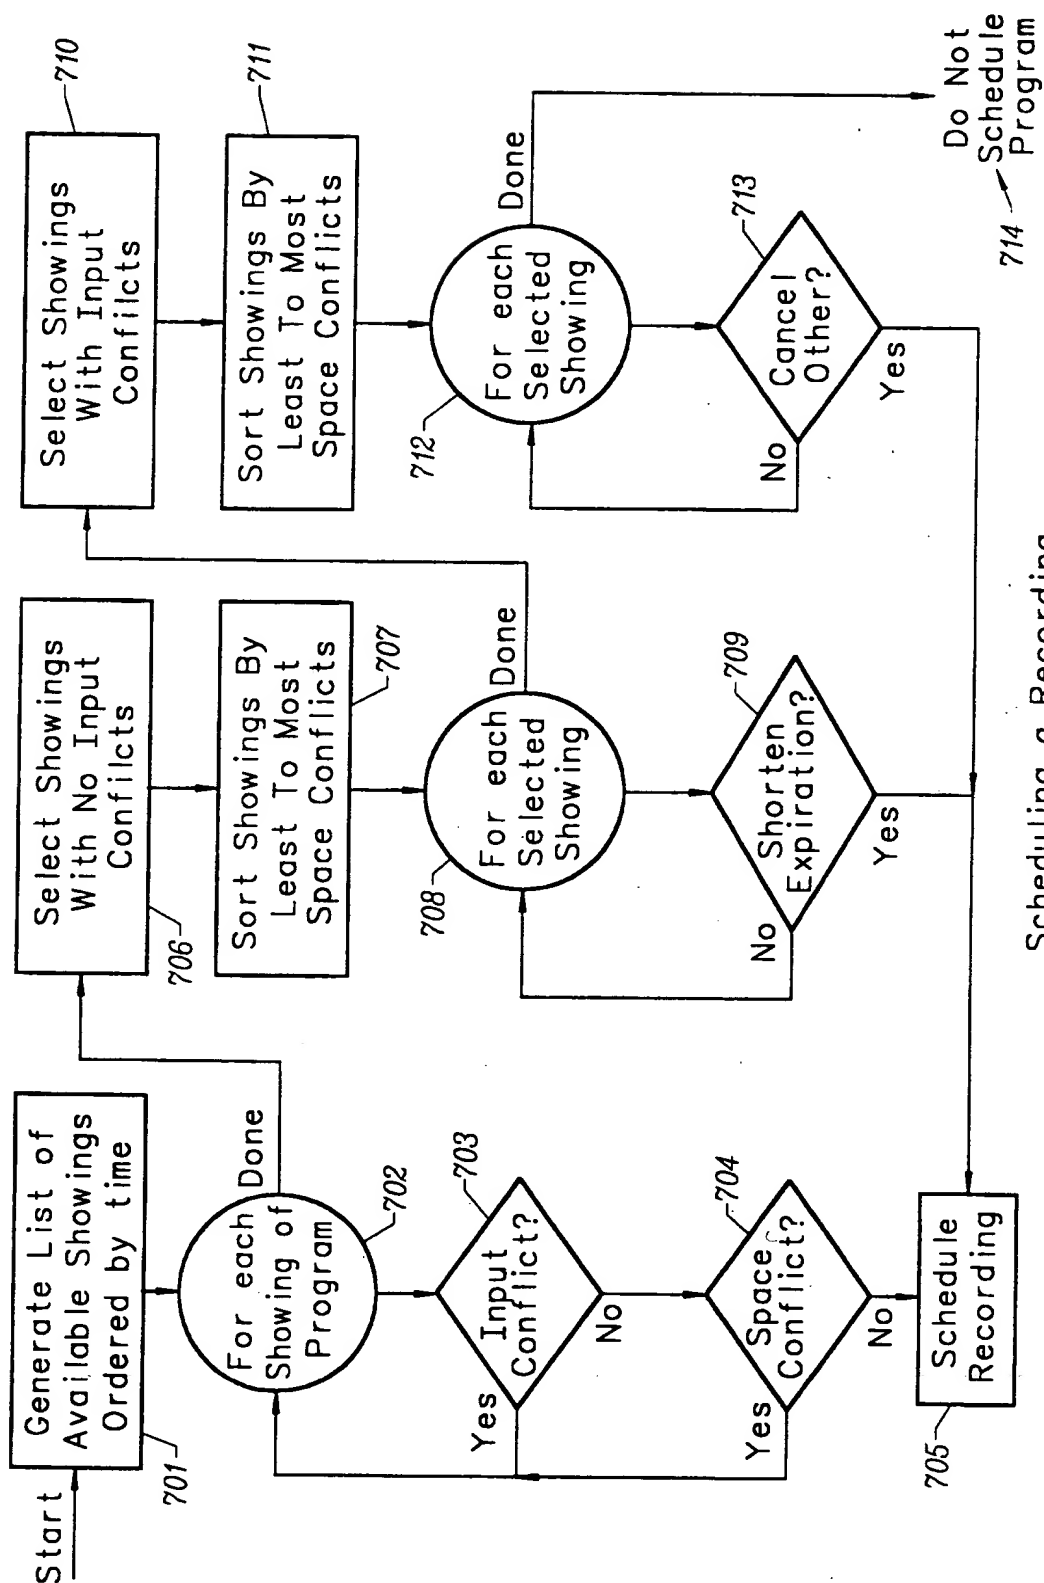 Start
Generate List of
Available Showings
Ordered by time
701
For each
Showing of
Program
Done
702
Input
Conflict?
703
Yes
No
Space
Conflict?
704
Yes
No
Schedule
Recording
705
Select Showings
With No Input
Confilcts
706
Sort Showings By
Least To Most
Space Conflicts
707
For each
Selected
Showing
Done
708
Shorten
Expiration?
709
No
Yes
Select Showings
With Input
Confilcts
710
Sort Showings By
Least To Most
Space Conflicts
711
For each
Selected
Showing
Done
712
Cancel
Other?
713
No
Yes
Do Not
Schedule
Program
714
Scheduling a Recording